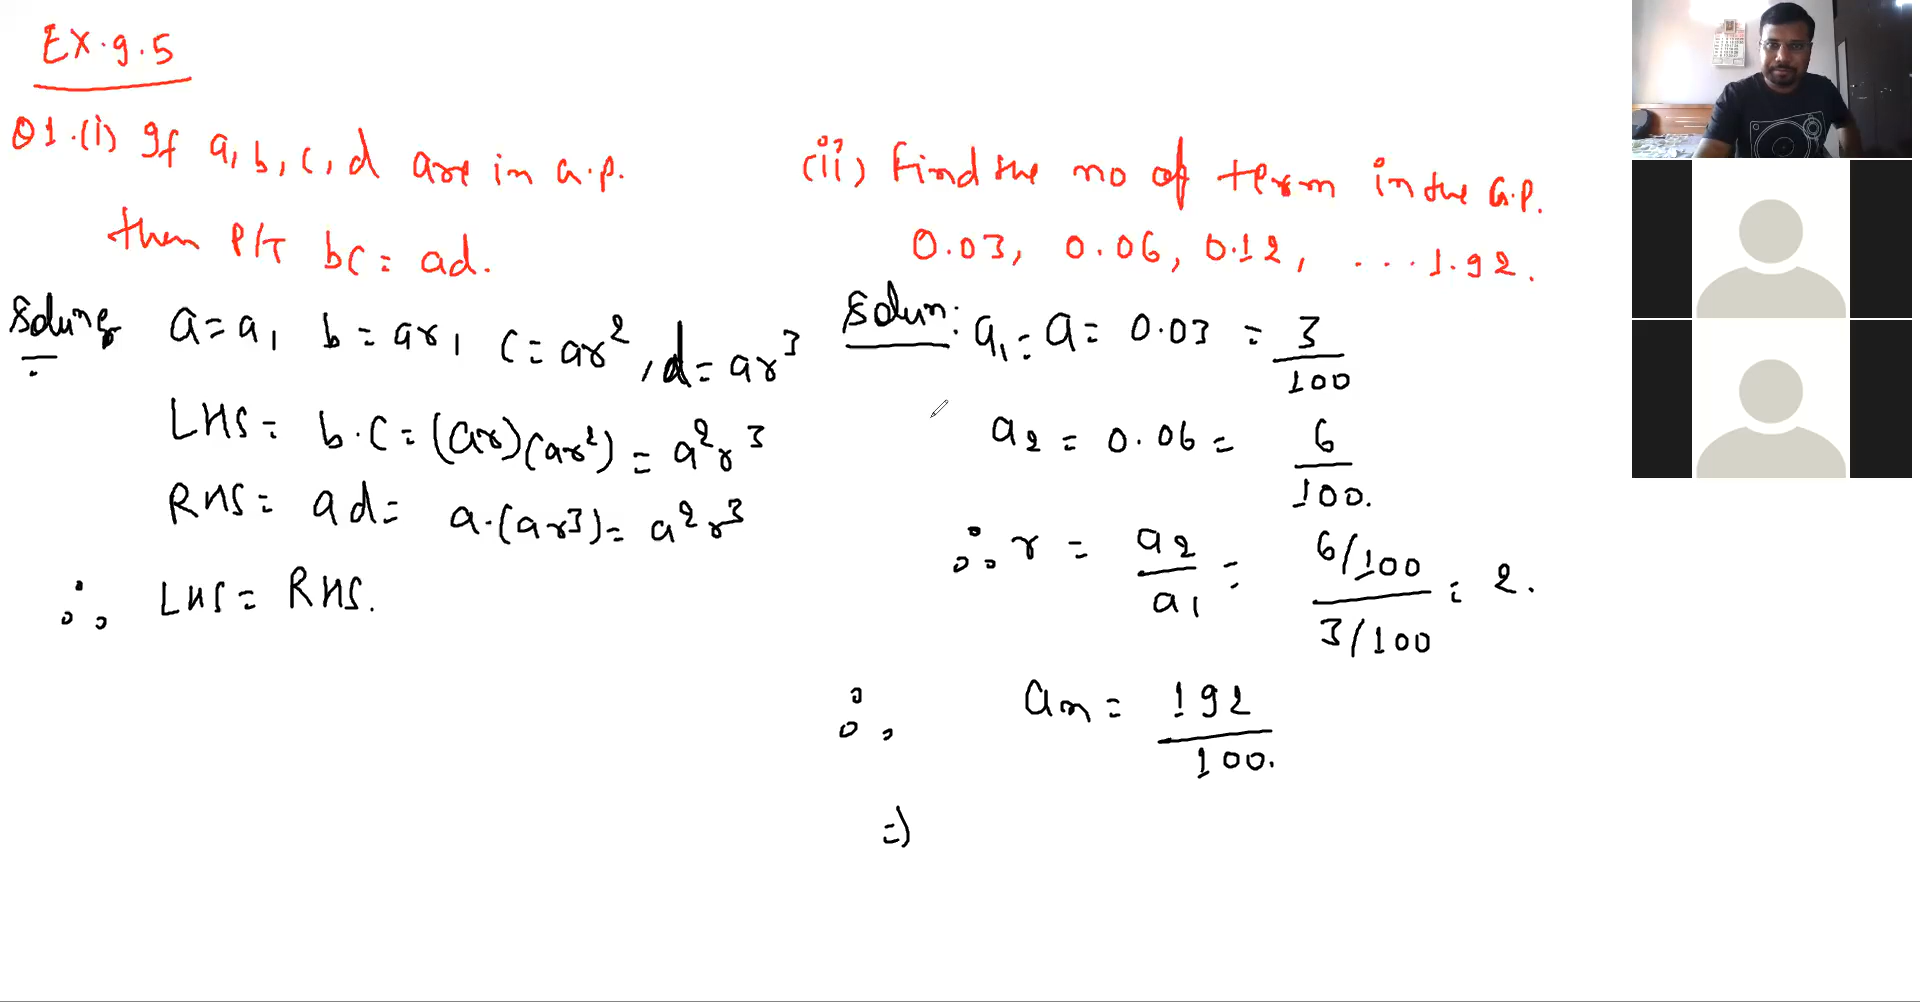 Ex. 9.5
Q1.(i) If a, b, c, d are in G.P.
then P/T bc = ad.
a = a, b = ar, c = ar², d = ar³
LHS = b.c = (ar)(ar²) = a²r³
RHS = ad = a.(ar³) = a²r³
∴ LHS = RHS.
(ii) Find the no of term in the G.P.
0.03, 0.06, 0.12, ... 1.92.
Solun: a₁ = a = 0.03 = 3/100
a₂ = 0.06 = 6/100.
∴ r = a₂/a₁ = 6/100 / 3/100 = 2.
∴ an = 192/100.
=>